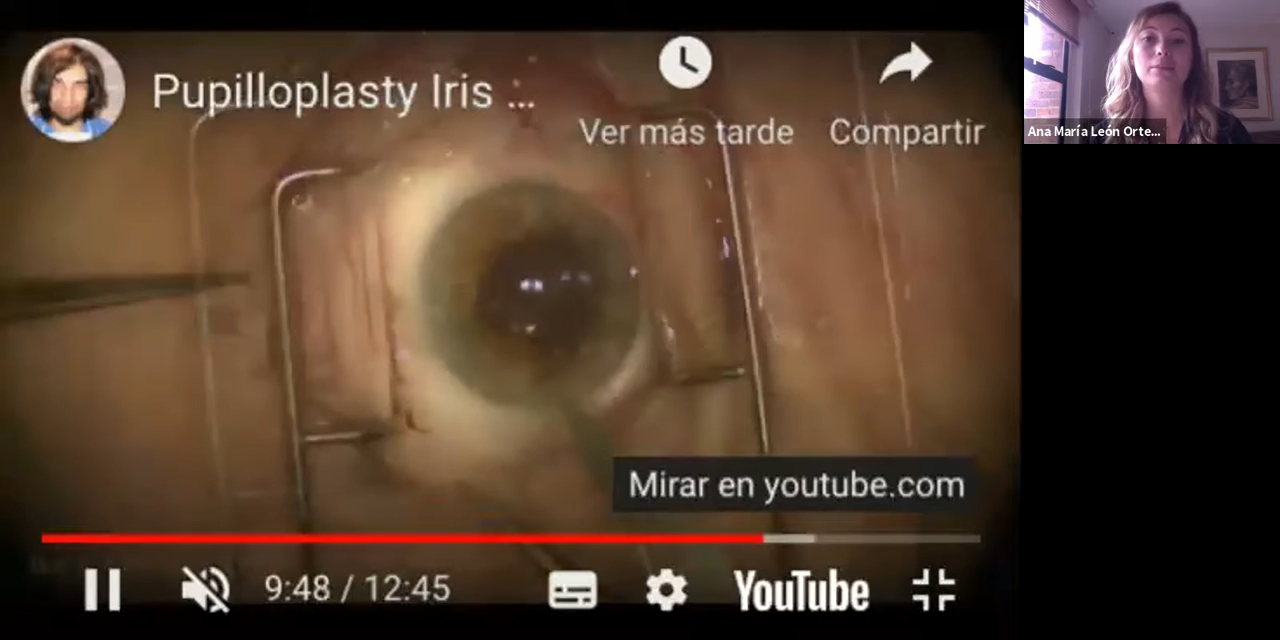 Pupilloplasty Iris ...
Ver más tarde
Compartir
Ana María León Orte...
Mirar en youtube.com
9:48 / 12:45
YouTube